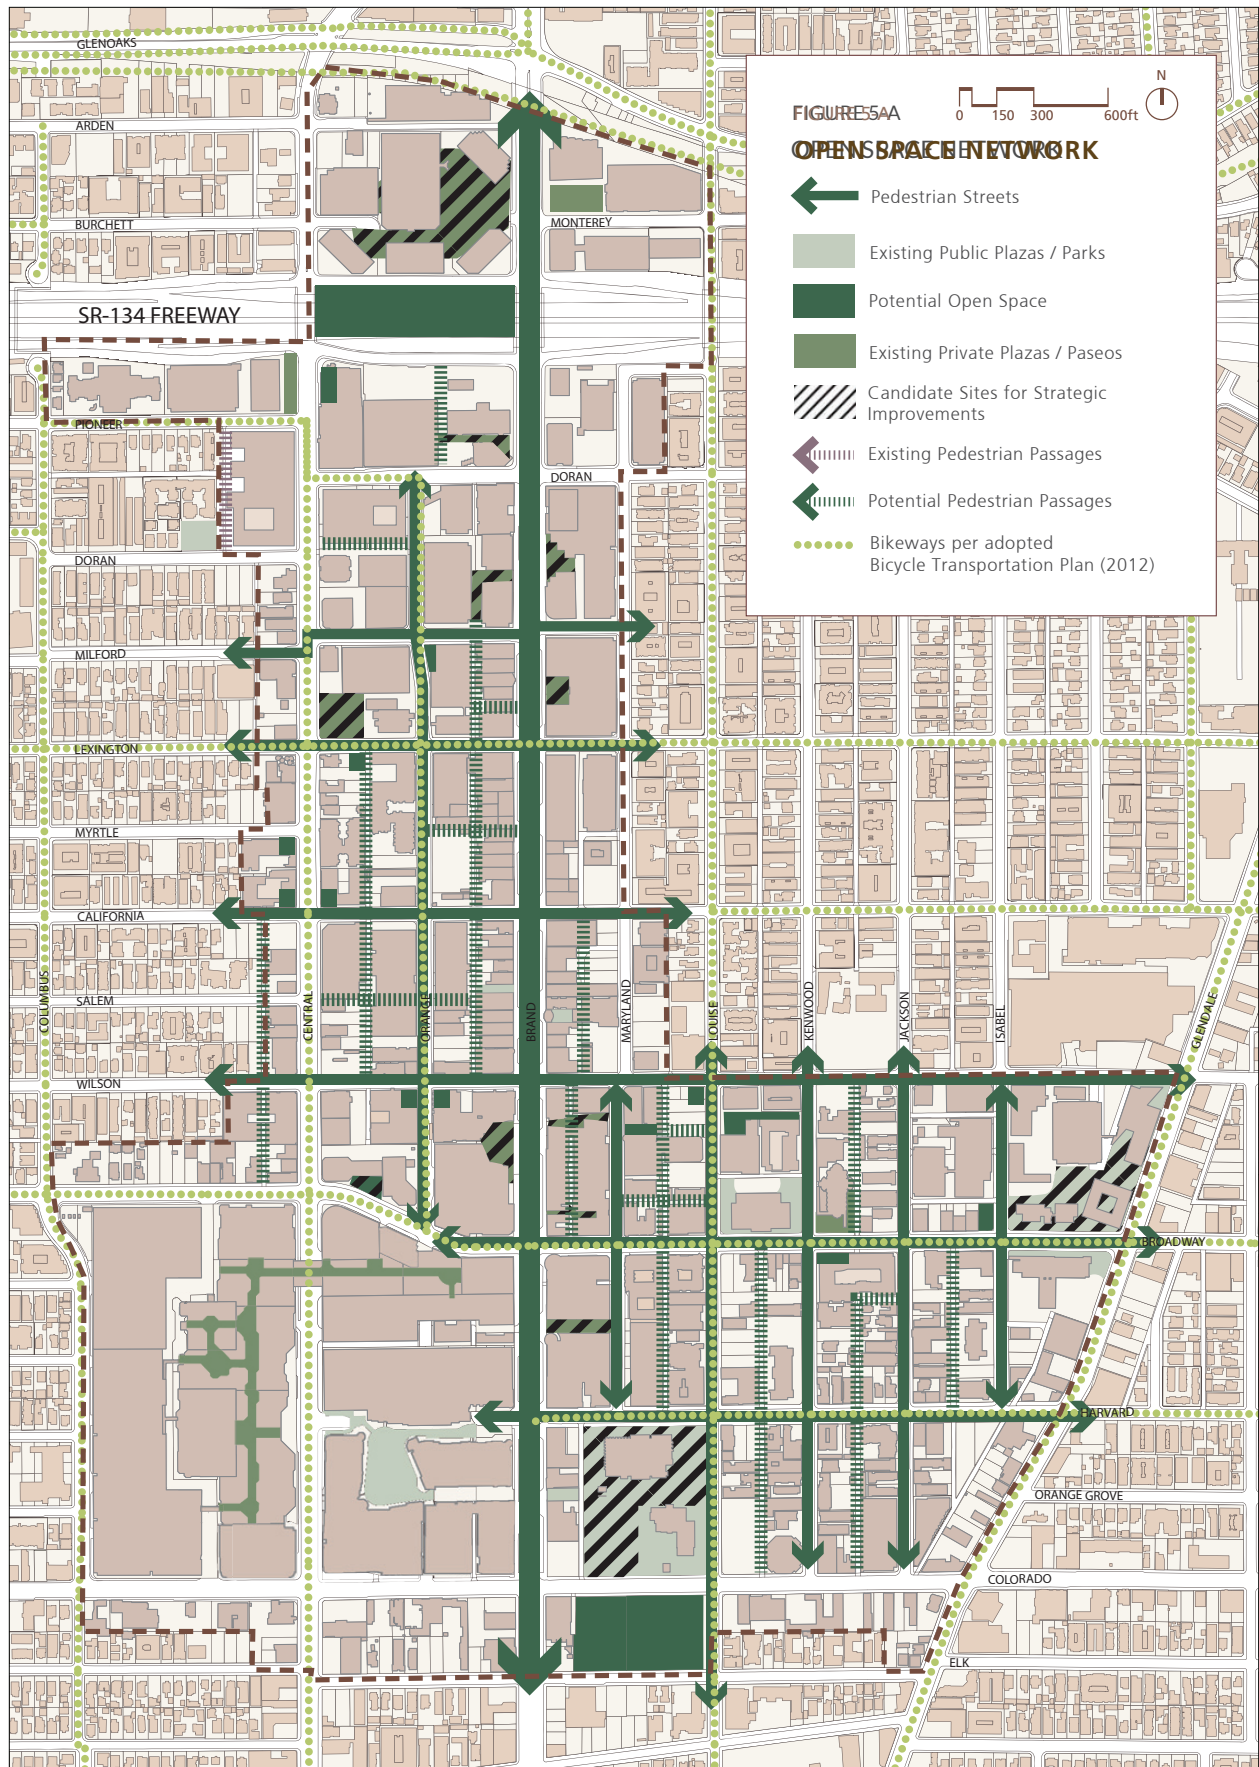 GLENOAKS
ARDEN
BURCHETT
MONTEREY
SR-134 FREEWAY
FIGURE 5-A
OPEN SPACE NETWORK
N
0 150 300 600ft
Pedestrian Streets
Existing Public Plazas / Parks
Potential Open Space
Existing Private Plazas / Paseos
Candidate Sites for Strategic
Improvements
Existing Pedestrian Passages
Potential Pedestrian Passages
Bikeways per adopted
Bicycle Transportation Plan (2012)
PIONEER
DORAN
DORAN
MILFORD
LEXINGTON
MYRTLE
CALIFORNIA
COLUMBUS
SALEM
CENTRAL
ORANGE
BRAND
MARYLAND
LOUISE
KENWOOD
JACKSON
ISABEL
GLENDALE
WILSON
BROADWAY
HARVARD
ORANGE GROVE
COLORADO
ELK